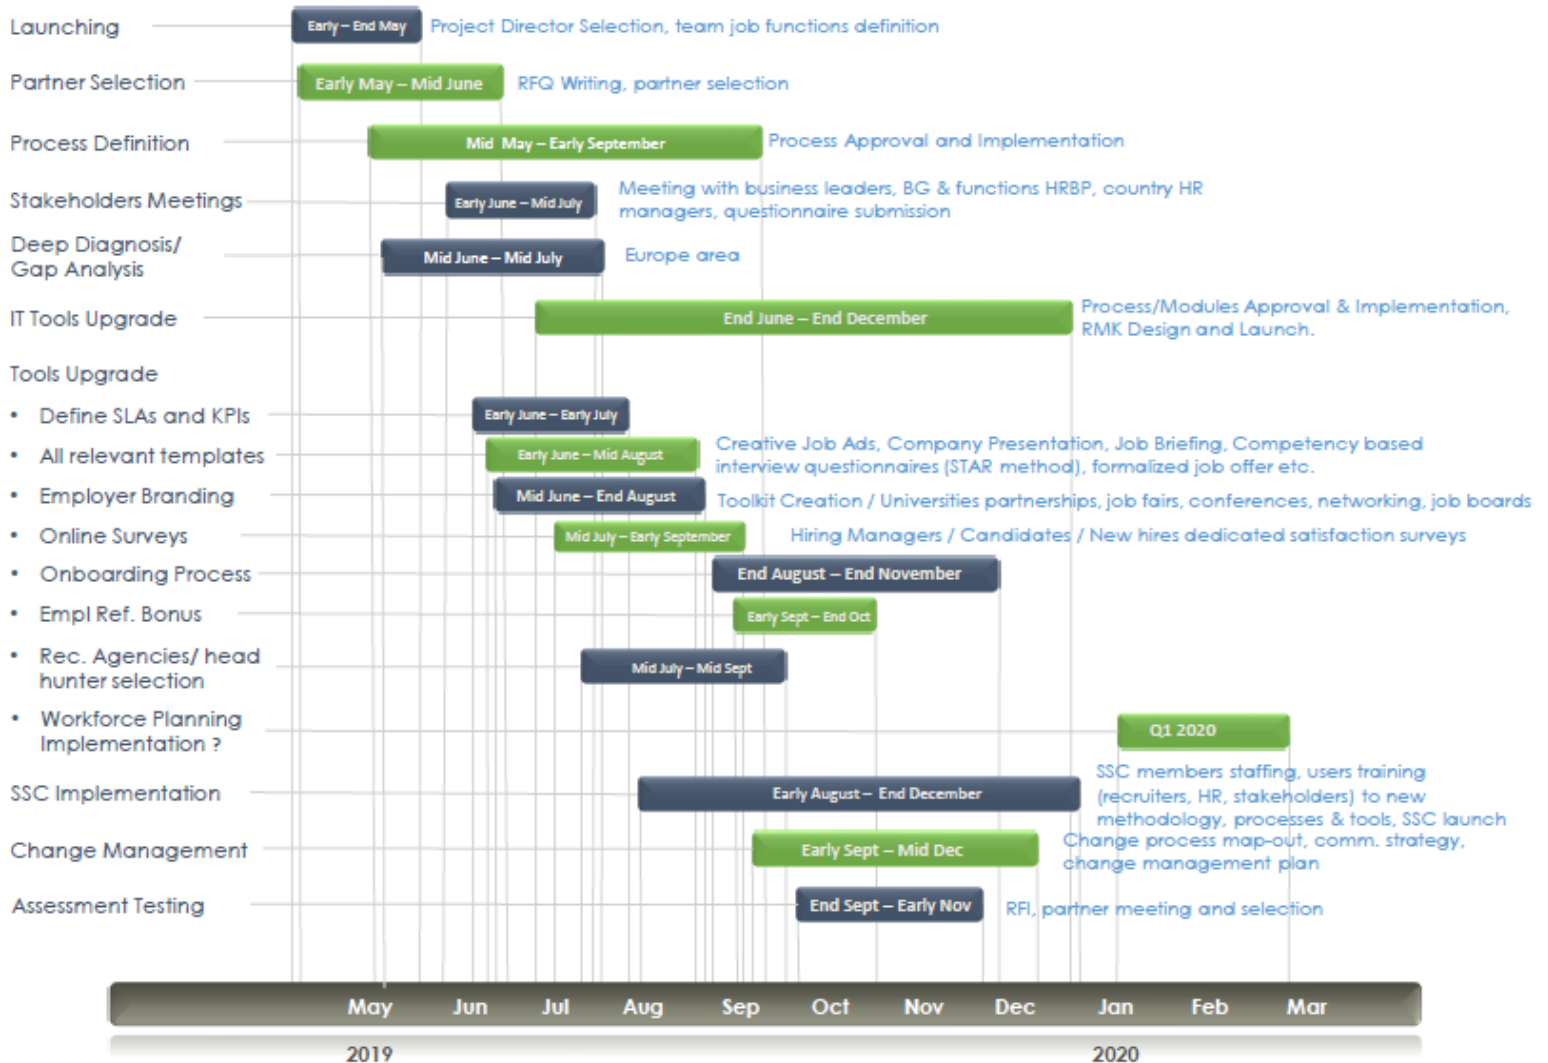 Launching
Early – End May
Project Director Selection, team job functions definition
Partner Selection
Early May – Mid June
RFQ Writing, partner selection
Process Definition
Mid May – Early September
Process Approval and Implementation
Stakeholders Meetings
Early June – Mid July
Meeting with business leaders, BG & functions HRBP, country HR
managers, questionnaire submission
Deep Diagnosis/
Gap Analysis
Mid June – Mid July
Europe area
IT Tools Upgrade
End June – End December
Process/Modules Approval & Implementation,
RMK Design and Launch.
Tools Upgrade
• Define SLAs and KPIs
Early June – Early July
• All relevant templates
Early June – Mid August
Creative Job Ads, Company Presentation, Job Briefing, Competency based
interview questionnaires (STAR method), formalized job offer etc.
• Employer Branding
Mid June – End August
Toolkit Creation / Universities partnerships, job fairs, conferences, networking, job boards
• Online Surveys
Mid July – Early September
Hiring Managers / Candidates / New hires dedicated satisfaction surveys
• Onboarding Process
End August – End November
• Empl Ref. Bonus
Early Sept – End Oct
• Rec. Agencies/ head
hunter selection
Mid July – Mid Sept
• Workforce Planning
Implementation ?
Q1 2020
SSC Implementation
Early August – End December
SSC members staffing, users training
(recruiters, HR, stakeholders) to new
methodology, processes & tools, SSC launch
Change Management
Early Sept – Mid Dec
Change process map-out, comm. strategy,
change management plan
Assessment Testing
End Sept – Early Nov
RFI, partner meeting and selection
May Jun Jul Aug Sep Oct Nov Dec Jan Feb Mar
2019 2020